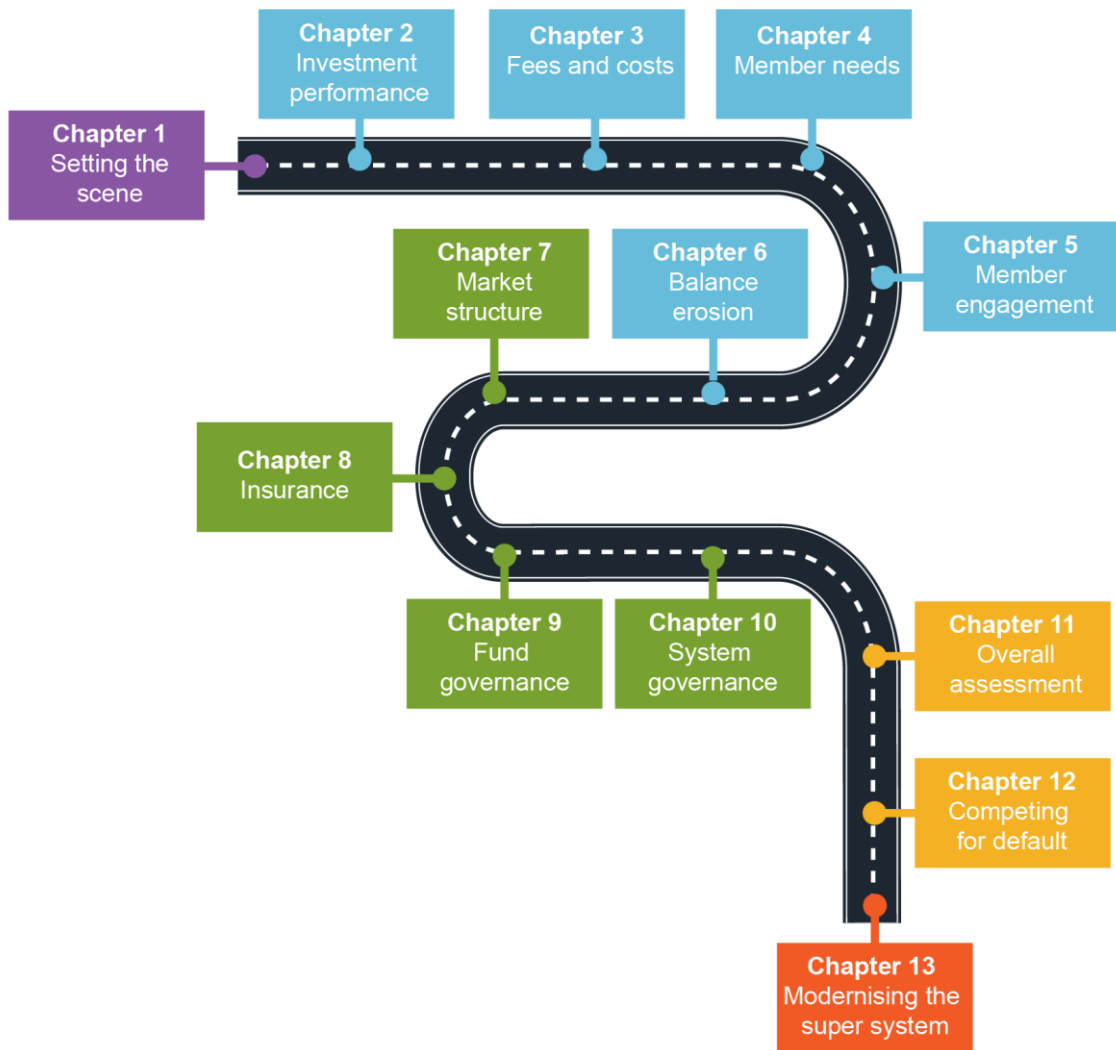 Chapter 1
Setting the
scene
Chapter 2
Investment
performance
Chapter 3
Fees and costs
Chapter 4
Member needs
Chapter 5
Member
engagement
Chapter 6
Balance
erosion
Chapter 7
Market
structure
Chapter 8
Insurance
Chapter 9
Fund
governance
Chapter 10
System
governance
Chapter 11
Overall
assessment
Chapter 12
Competing
for default
Chapter 13
Modernising the
super system